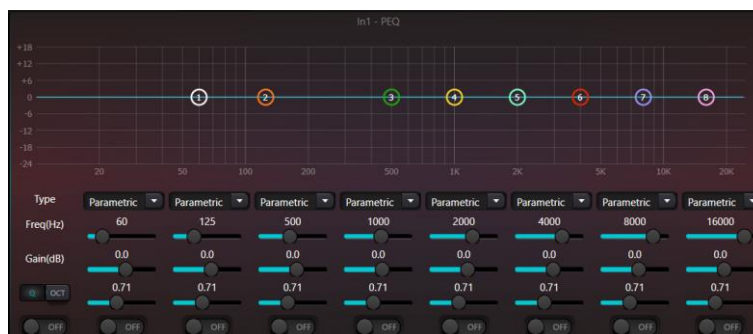 In1 - PEQ
+18
+12
+6
0
-6
-12
-18
-24
1 2 3 4 5 6 7 8
20 50 100 200 500 1K 2K 5K 10K 20K
Type Parametric Parametric Parametric Parametric Parametric Parametric Parametric Parametric
Freq(Hz) 60 125 500 1000 2000 4000 8000 16000
Gain(dB) 0.0 0.0 0.0 0.0 0.0 0.0 0.0 0.0
Q OCT 0.71 0.71 0.71 0.71 0.71 0.71 0.71 0.71
OFF OFF OFF OFF OFF OFF OFF OFF OFF